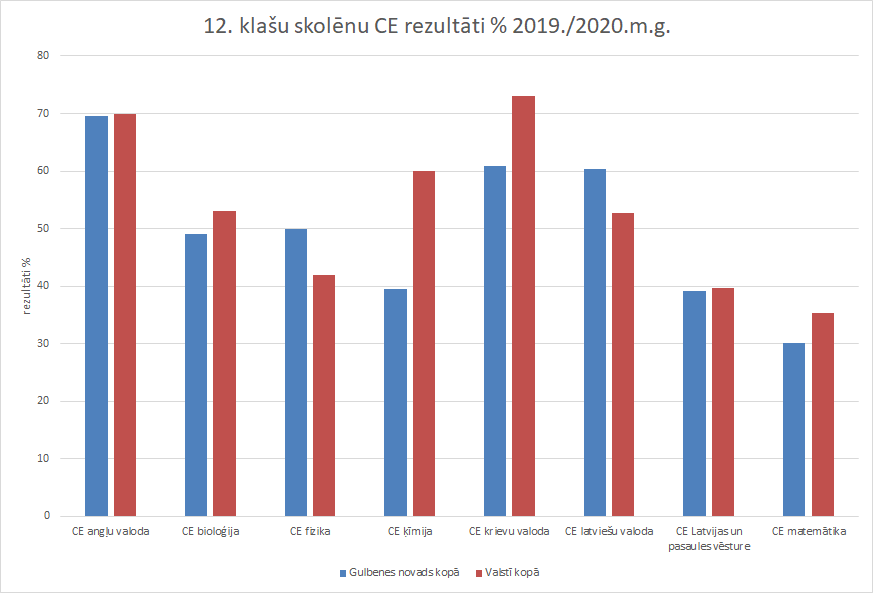 12. klašu skolēnu CE rezultāti % 2019./2020.m.g.
80
70
60
50
40
30
20
10
0
rezultāti %
CE angļu valoda
CE bioloģija
CE fizika
CE ķīmija
CE krievu valoda
CE latviešu valoda
CE Latvijas un
pasaules vēsture
CE matemātika
Gulbenes novads kopā
Valstī kopā